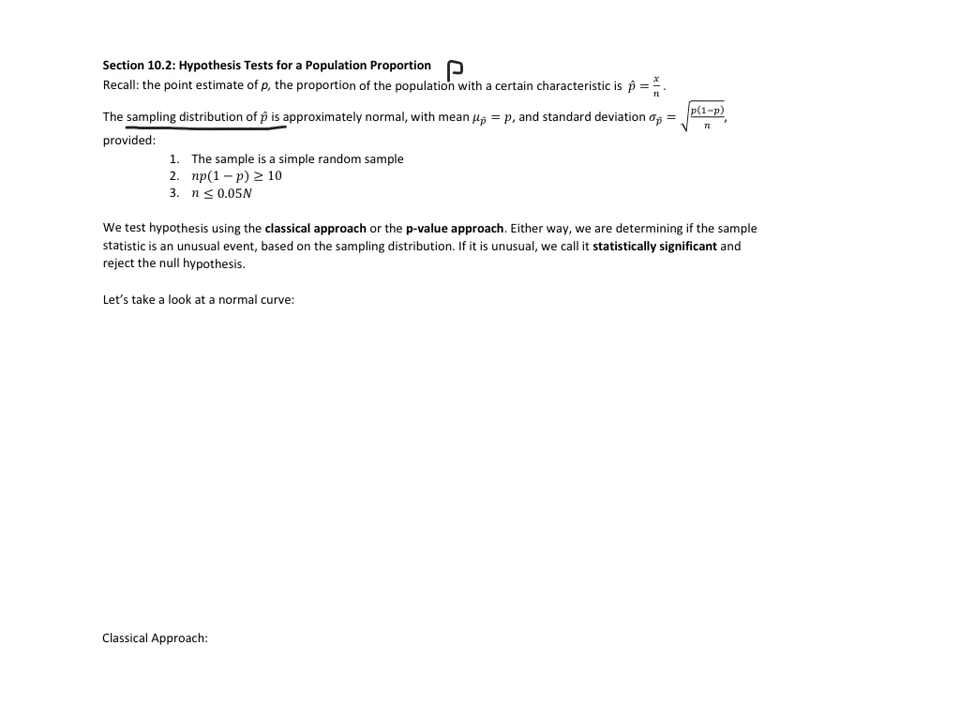 Section 10.2: Hypothesis Tests for a Population Proportion P
Recall: the point estimate of p, the proportion of the population with a certain characteristic is p̂ = x/n.
The sampling distribution of p̂ is approximately normal, with mean μp̂ = p, and standard deviation σp̂ = √(p(1−p)/n),
provided:
1. The sample is a simple random sample
2. np(1 − p) ≥ 10
3. n ≤ 0.05N
We test hypothesis using the classical approach or the p-value approach. Either way, we are determining if the sample
statistic is an unusual event, based on the sampling distribution. If it is unusual, we call it statistically significant and
reject the null hypothesis.
Let's take a look at a normal curve:
Classical Approach: